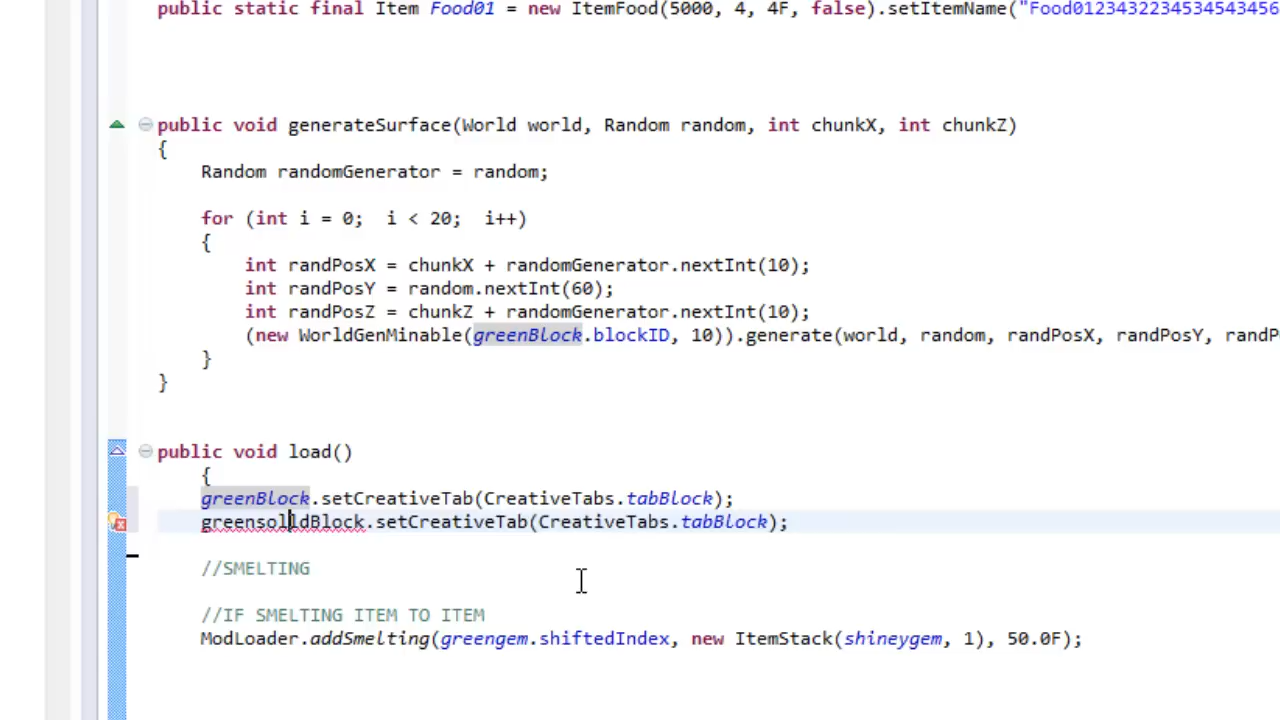 public static final Item Food01 = new ItemFood(5000, 4, 4F, false).setItemName("Food0123432234534543456
public void generateSurface(World world, Random random, int chunkX, int chunkZ)
{
Random randomGenerator = random;
for (int i = 0;  i < 20;  i++)
{
int randPosX = chunkX + randomGenerator.nextInt(10);
int randPosY = random.nextInt(60);
int randPosZ = chunkZ + randomGenerator.nextInt(10);
(new WorldGenMinable(greenBlock.blockID, 10)).generate(world, random, randPosX, randPosY, randP
}
}
public void load()
{
greenBlock.setCreativeTab(CreativeTabs.tabBlock);
greensolldBlock.setCreativeTab(CreativeTabs.tabBlock);
//SMELTING
//IF SMELTING ITEM TO ITEM
ModLoader.addSmelting(greengem.shiftedIndex, new ItemStack(shineygem, 1), 50.0F);